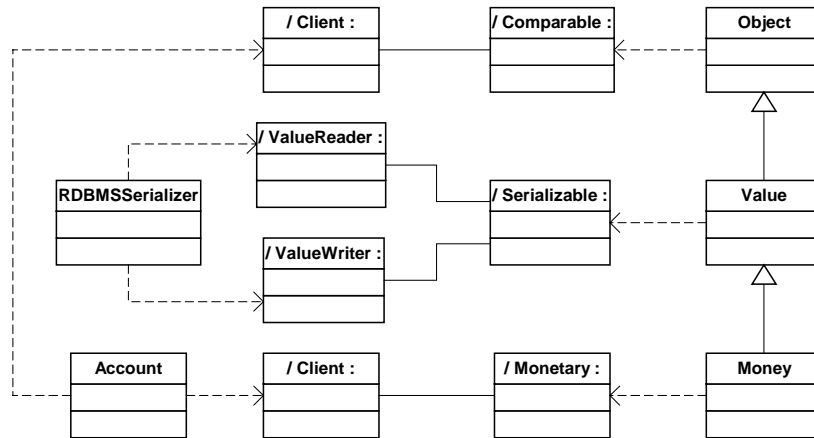 / Client :
/ Comparable :
Object
/ ValueReader :
RDBMSSerializer
/ Serializable :
Value
/ ValueWriter :
Account
/ Client :
/ Monetary :
Money